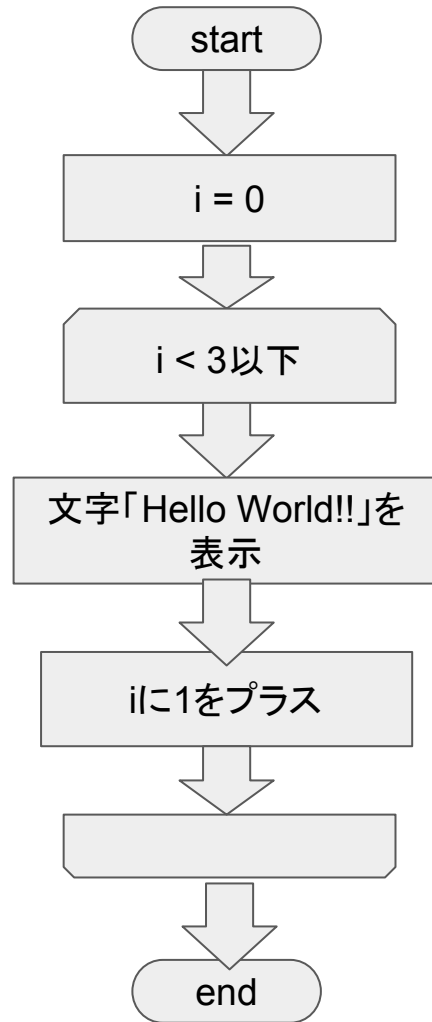 start
i = 0
i < 3以下
文字「Hello World!!」を
表示
iに1をプラス
end